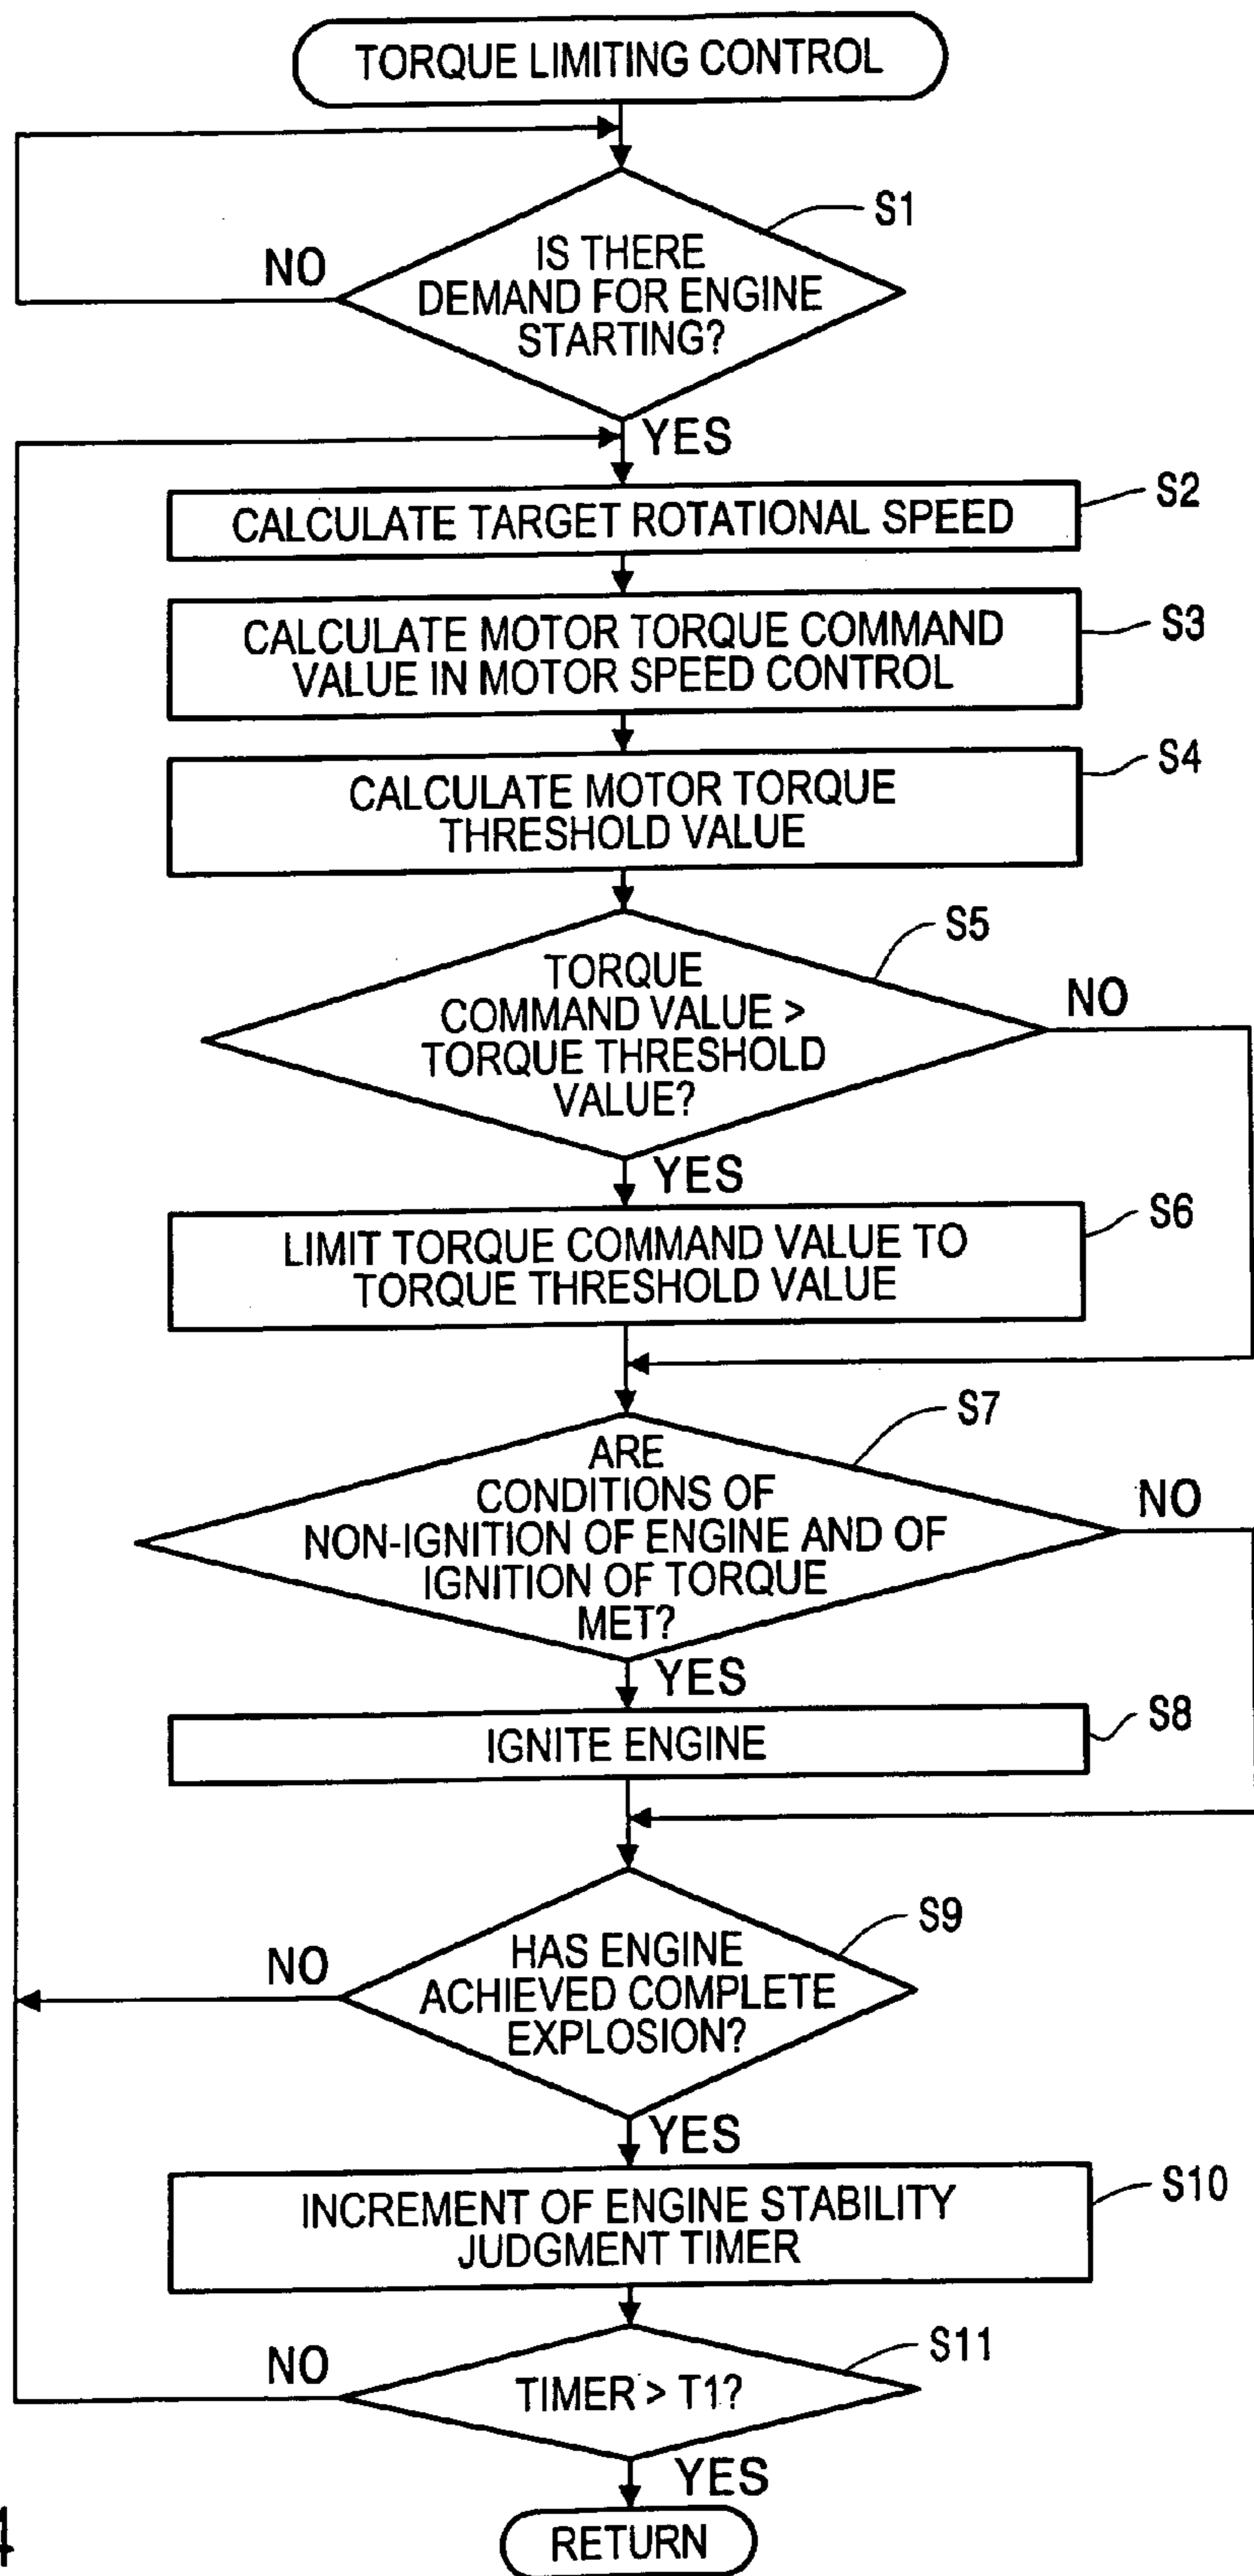 TORQUE LIMITING CONTROL
S1
IS THERE
DEMAND FOR ENGINE
STARTING?
NO
YES
S2
CALCULATE TARGET ROTATIONAL SPEED
S3
CALCULATE MOTOR TORQUE COMMAND
VALUE IN MOTOR SPEED CONTROL
S4
CALCULATE MOTOR TORQUE
THRESHOLD VALUE
S5
TORQUE
COMMAND VALUE >
TORQUE THRESHOLD
VALUE?
NO
YES
S6
LIMIT TORQUE COMMAND VALUE TO
TORQUE THRESHOLD VALUE
S7
ARE
CONDITIONS OF
NON-IGNITION OF ENGINE AND OF
IGNITION OF TORQUE
MET?
NO
YES
S8
IGNITE ENGINE
S9
HAS ENGINE
ACHIEVED COMPLETE
EXPLOSION?
NO
YES
S10
INCREMENT OF ENGINE STABILITY
JUDGMENT TIMER
S11
TIMER > T1?
NO
YES
RETURN